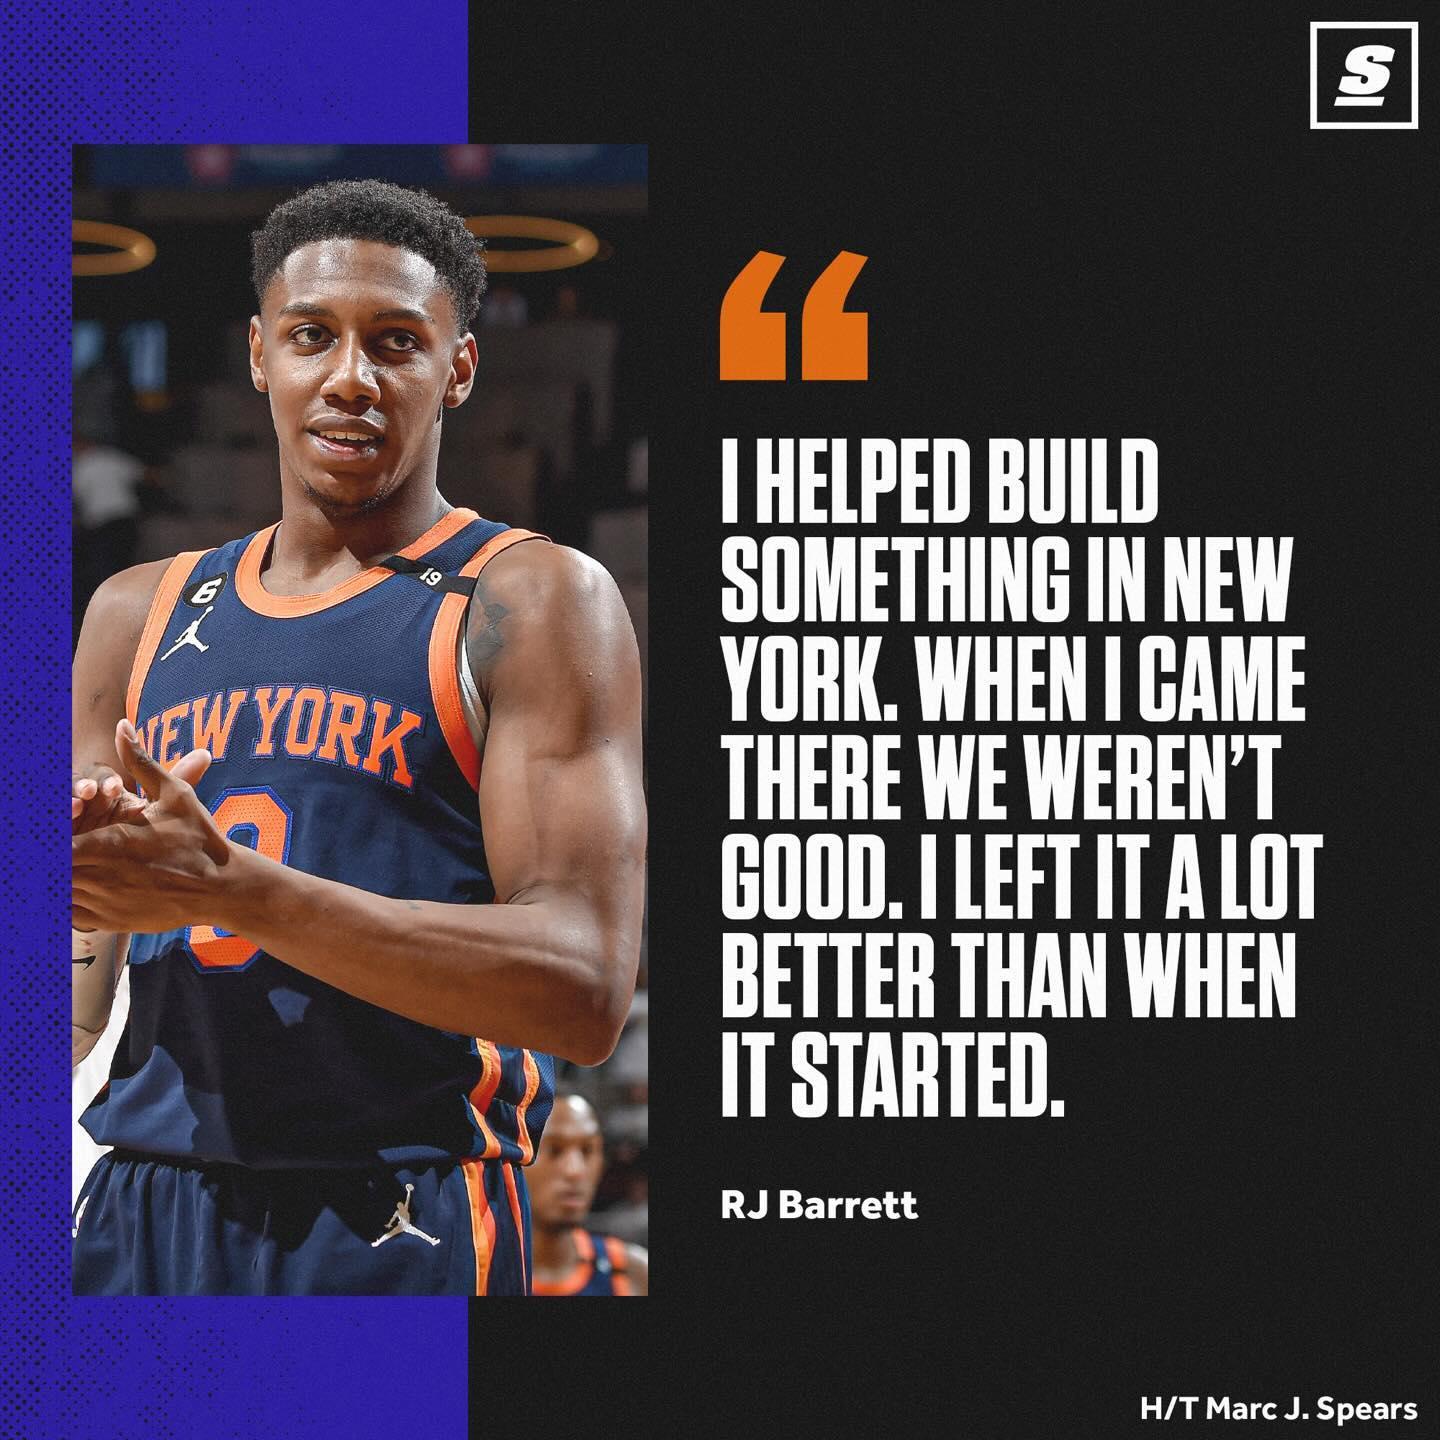 S
6
19
NEW YORK
I HELPED BUILD
SOMETHING IN NEW
YORK. WHEN I CAME
THERE WE WEREN’T
GOOD. I LEFT IT A LOT
BETTER THAN WHEN
IT STARTED.
RJ Barrett
H/T Marc J. Spears